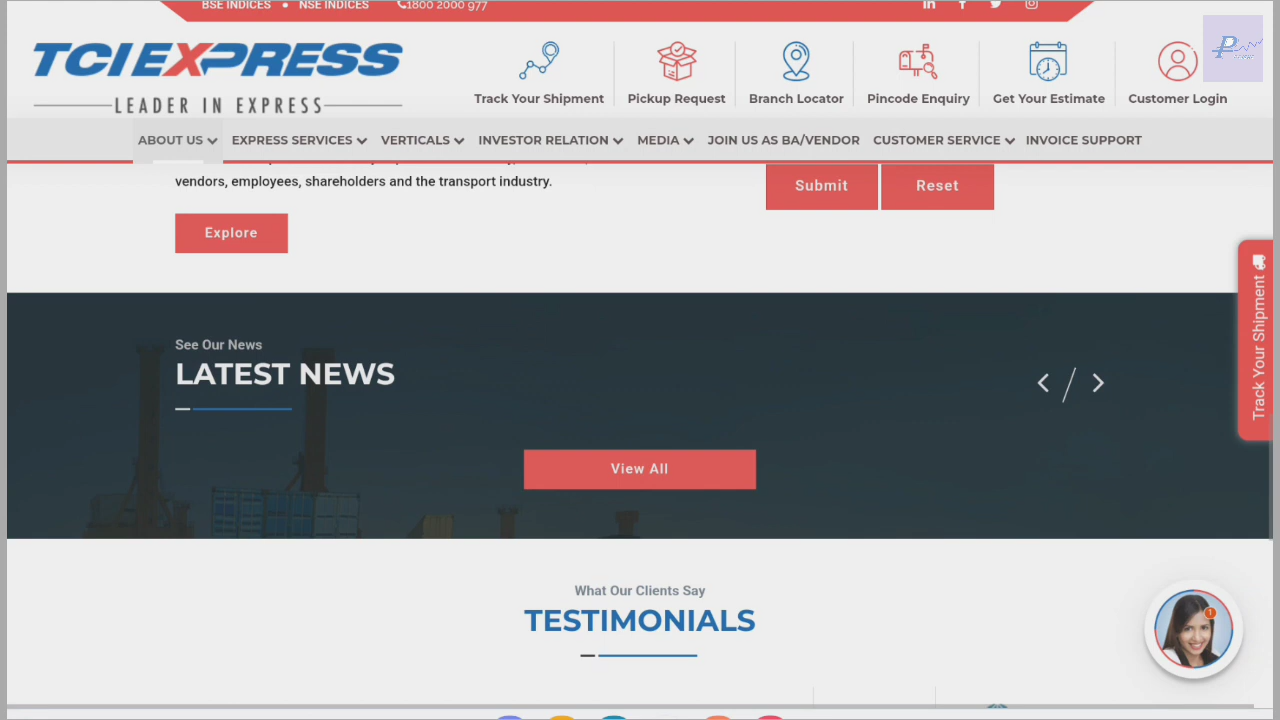 BSE INDICES
NSE INDICES
1800 2000 977
TCIEXPRESS
LEADER IN EXPRESS
Track Your Shipment
Pickup Request
Branch Locator
Pincode Enquiry
Get Your Estimate
Customer Login
ABOUT US
EXPRESS SERVICES
VERTICALS
INVESTOR RELATION
MEDIA
JOIN US AS BA/VENDOR
CUSTOMER SERVICE
INVOICE SUPPORT
vendors, employees, shareholders and the transport industry.
Submit
Reset
Explore
Track Your Shipment
See Our News
LATEST NEWS
View All
What Our Clients Say
TESTIMONIALS
1